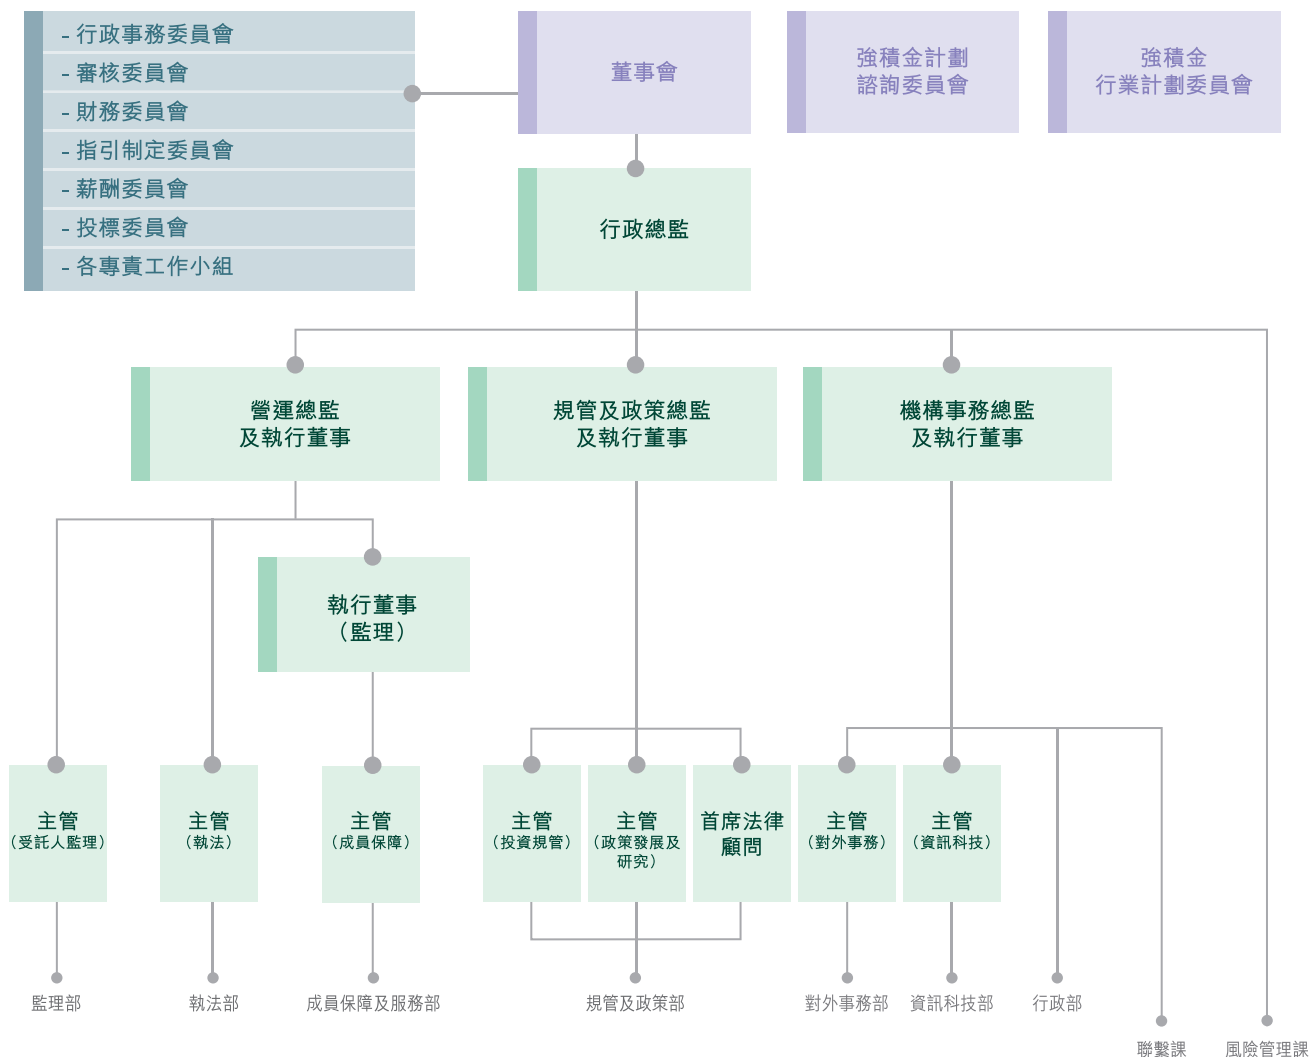 - 行政事務委員會
- 審核委員會
- 財務委員會
- 指引制定委員會
- 薪酬委員會
- 投標委員會
- 各專責工作小組
董事會
強積金計劃
諮詢委員會
強積金
行業計劃委員會
行政總監
營運總監
及執行董事
規管及政策總監
及執行董事
機構事務總監
及執行董事
執行董事
（監理）
主管
（受託人監理）
主管
（執法）
主管
（成員保障）
主管
（投資規管）
主管
（政策發展及
研究）
首席法律
顧問
主管
（對外事務）
主管
（資訊科技）
監理部
執法部
成員保障及服務部
規管及政策部
對外事務部
資訊科技部
行政部
聯繫課
風險管理課